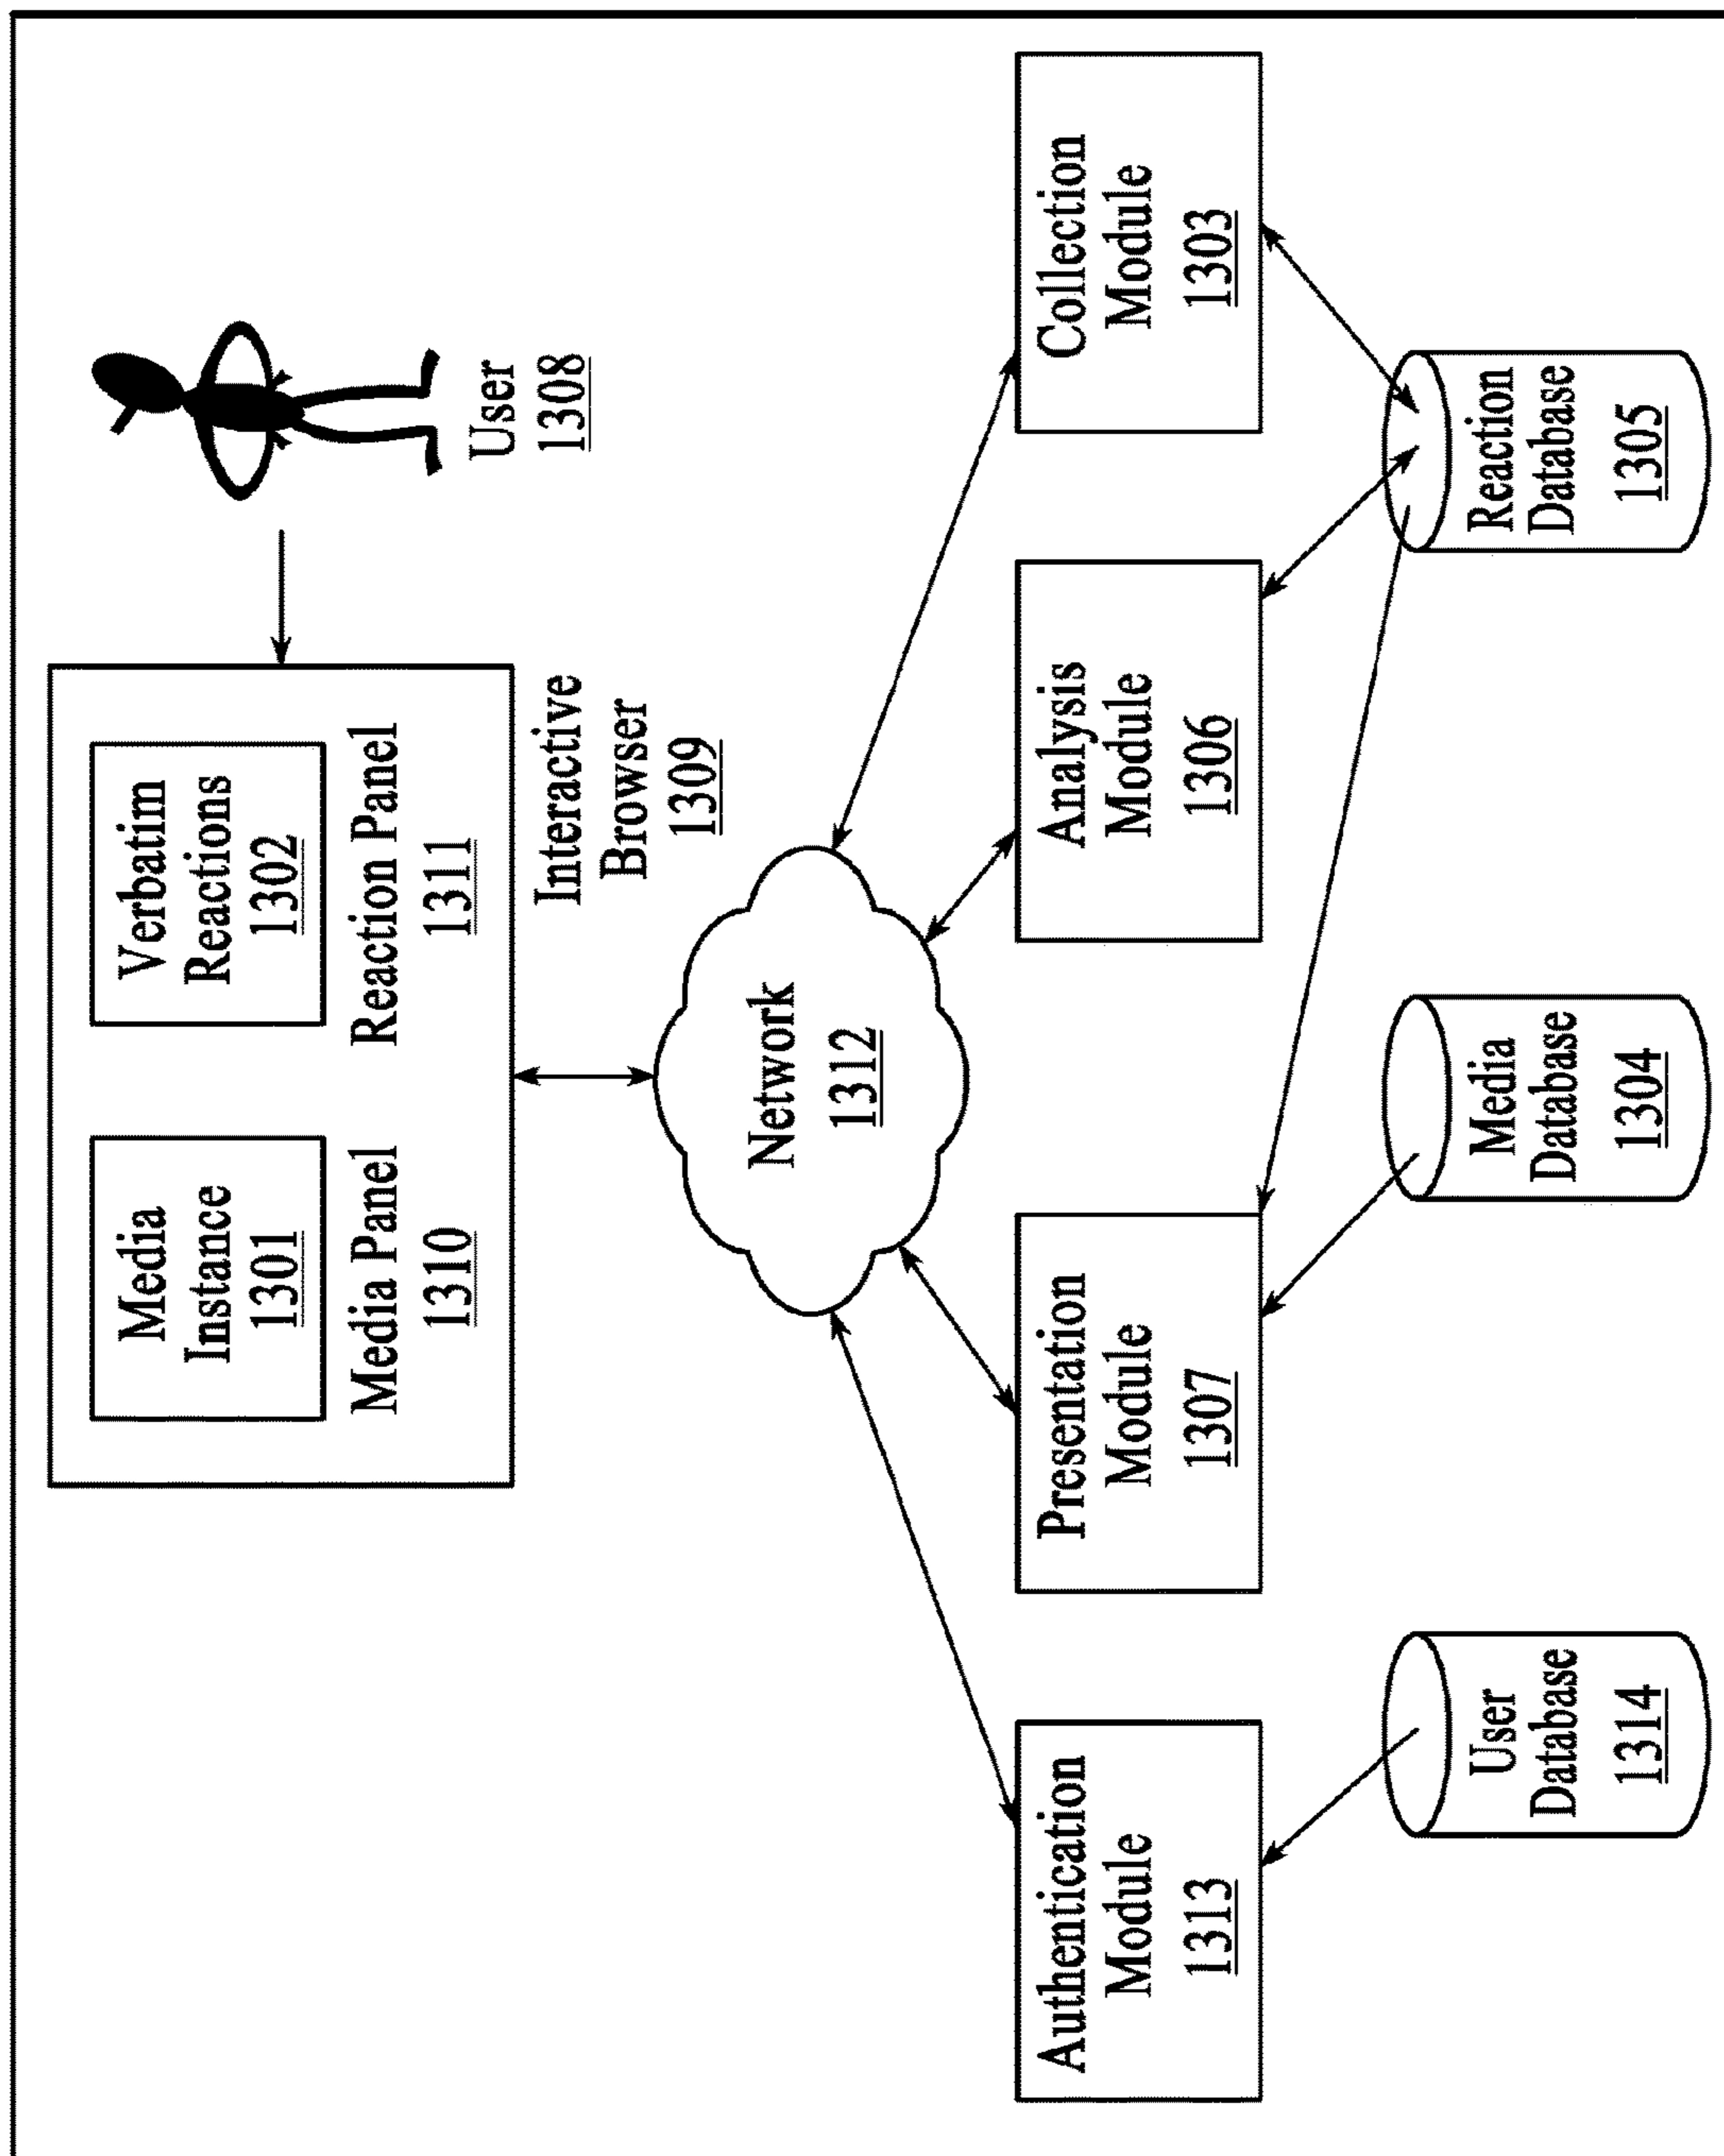 Media
Instance
1301
Media Panel
1310
Verbatim
Reactions
1302
Reaction Panel
1311
Interactive
Browser
1309
User
1308
Network
1312
Authentication
Module
1313
Presentation
Module
1307
Analysis
Module
1306
Collection
Module
1303
User
Database
1314
Media
Database
1304
Reaction
Database
1305